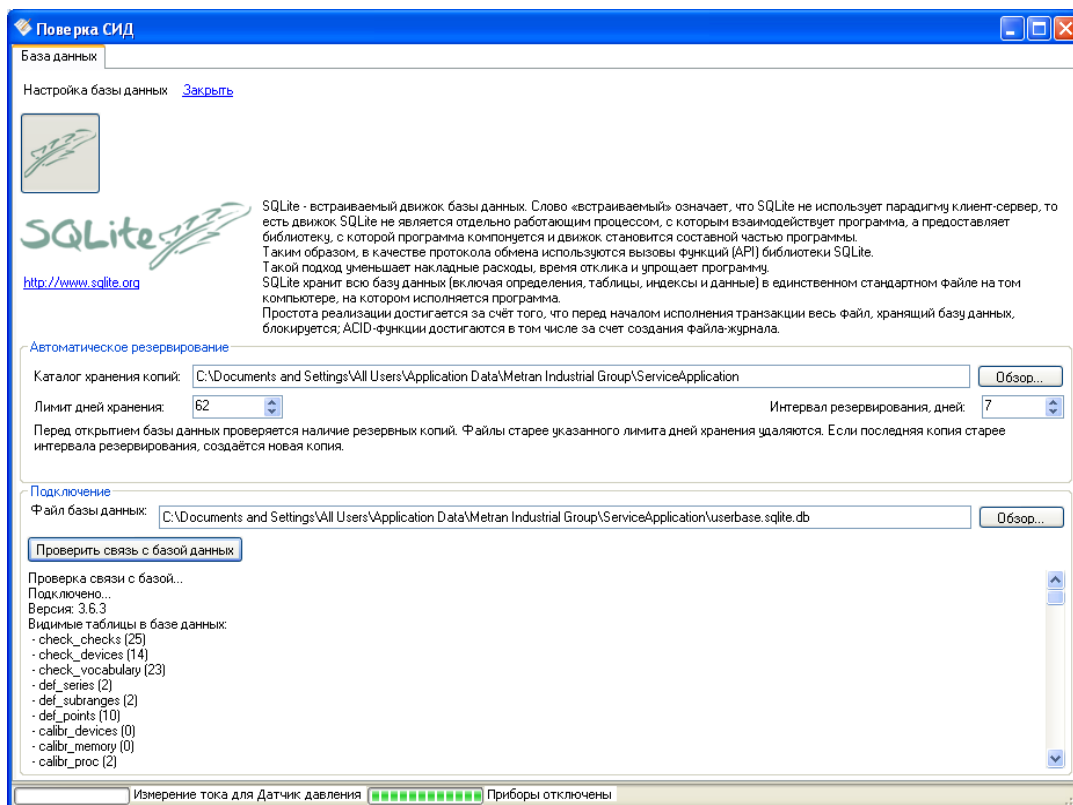 Поверка СИД
База данных
Настройка базы данных Закрыть
SQLite
http://www.sqlite.org
SQLite - встраиваемый движок базы данных. Слово «встраиваемый» означает, что SQLite не использует парадигму клиент-сервер, то
есть движок SQLite не является отдельно работающим процессом, с которым взаимодействует программа, а предоставляет
библиотеку, с которой программа компонуется и движок становится составной частью программы.
Таким образом, в качестве протокола обмена используются вызовы функций (API) библиотеки SQLite.
Такой подход уменьшает накладные расходы, время отклика и упрощает программу.
SQLite хранит всю базу данных (включая определения, таблицы, индексы и данные) в единственном стандартном файле на том
компьютере, на котором исполняется программа.
Простота реализации достигается за счёт того, что перед началом исполнения транзакции весь файл, хранящий базу данных,
блокируется; ACID-функции достигаются в том числе за счет создания файла-журнала.
Автоматическое резервирование
Каталог хранения копий: C:\Documents and Settings\All Users\Application Data\Metran Industrial Group\ServiceApplication Обзор...
Лимит дней хранения: 62 Интервал резервирования, дней: 7
Перед открытием базы данных проверяется наличие резервных копий. Файлы старее указанного лимита дней хранения удаляются. Если последняя копия старее
интервала резервирования, создаётся новая копия.
Подключение
Файл базы данных: C:\Documents and Settings\All Users\Application Data\Metran Industrial Group\ServiceApplication\userbase.sqlite.db Обзор...
Проверить связь с базой данных
Проверка связи с базой...
Подключено...
Версия: 3.6.3
Видимые таблицы в базе данных:
- check_checks (25)
- check_devices (14)
- check_vocabulary (23)
- def_series (2)
- def_subranges (2)
- def_points (10)
- calibr_devices (0)
- calibr_memory (0)
- calibr_proc (2)
Измерение тока для Датчик давления Приборы отключены